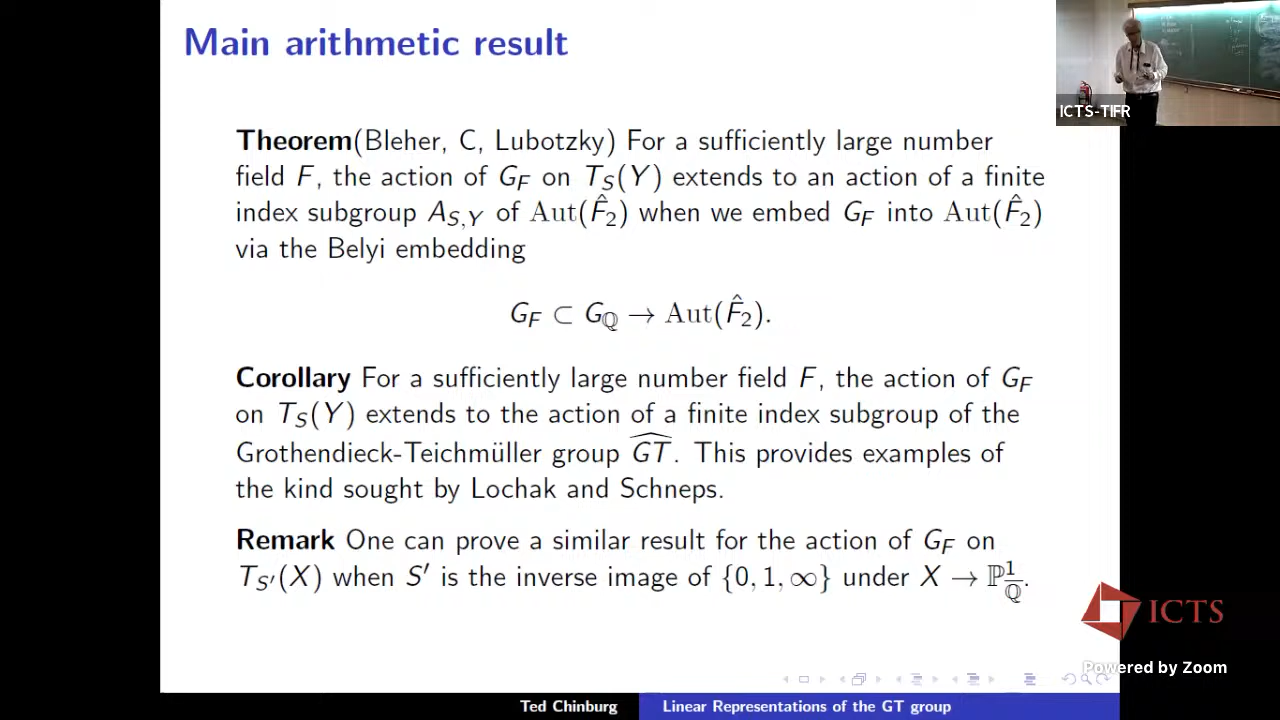 Main arithmetic result
ICTS-TIFR
Theorem(Bleher, C, Lubotzky) For a sufficiently large number
field F, the action of G_F on T_S(Y) extends to an action of a finite
index subgroup A_{S,Y} of Aut(F̂_2) when we embed G_F into Aut(F̂_2)
via the Belyi embedding
G_F ⊂ G_ℚ → Aut(F̂_2).
Corollary For a sufficiently large number field F, the action of G_F
on T_S(Y) extends to the action of a finite index subgroup of the
Grothendieck-Teichmüller group \widehat{GT}. This provides examples of
the kind sought by Lochak and Schneps.
Remark One can prove a similar result for the action of G_F on
T_{S′}(X) when S′ is the inverse image of {0, 1, ∞} under X → ℙ^1_{\overline{ℚ}}.
ICTS
Powered by Zoom
Ted Chinburg
Linear Representations of the GT group